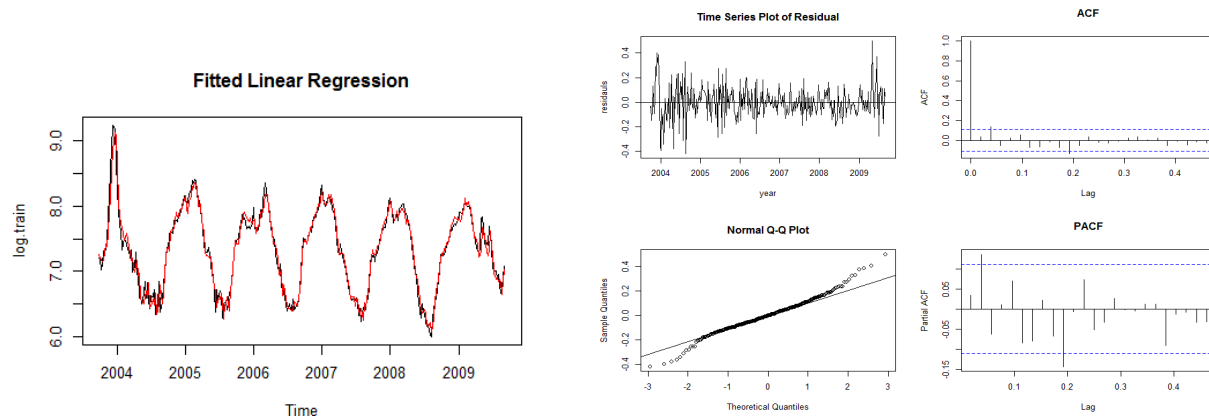 Fitted Linear Regression
log.train
9.0
8.0
7.0
6.0
2004 2005 2006 2007 2008 2009
Time
Time Series Plot of Residual
residauls
0.4
0.2
0.0
-0.2
-0.4
2004 2005 2006 2007 2008 2009
year
ACF
ACF
1.0
0.8
0.6
0.4
0.2
0.0
0.0 0.1 0.2 0.3 0.4
Lag
Normal Q-Q Plot
Sample Quantiles
0.4
0.2
0.0
-0.2
-0.4
-3 -2 -1 0 1 2 3
Theoretical Quantiles
PACF
Partial ACF
0.05
-0.05
-0.15
0.1 0.2 0.3 0.4
Lag